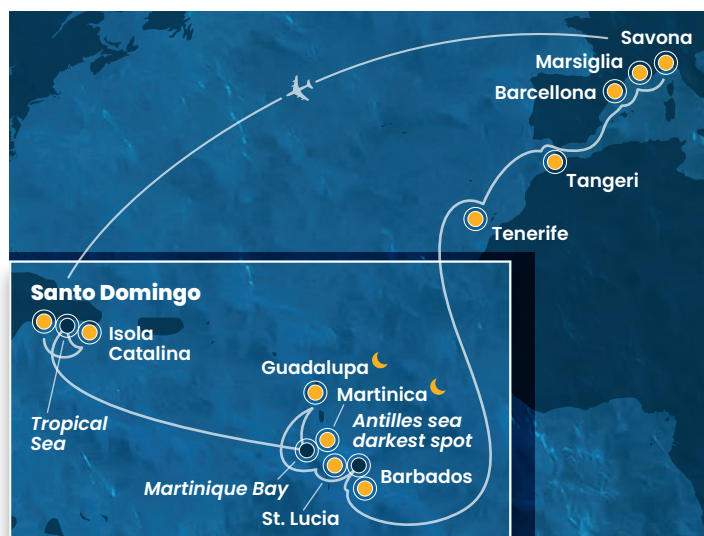 Savona
Marsiglia
Barcellona
Tangeri
Tenerife
Santo Domingo
Isola
Catalina
Tropical
Sea
Guadalupa
Martinica
Antilles sea
darkest spot
Martinique Bay
Barbados
St. Lucia